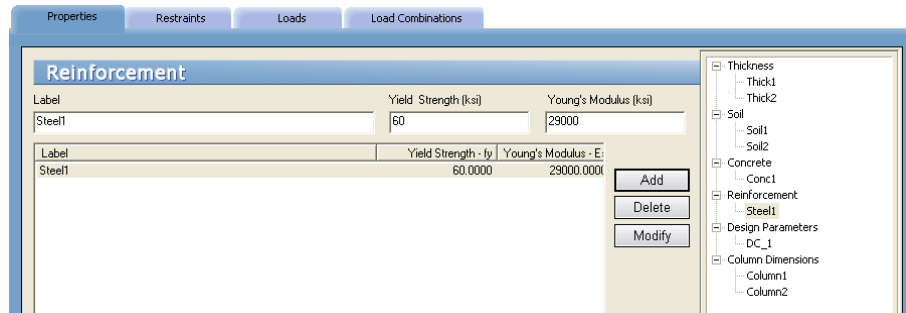 Properties Restraints Loads Load Combinations
Reinforcement
Label Yield Strength (ksi) Young's Modulus (ksi)
Steel1 60 29000
Label Yield Strength - fy Young's Modulus - E
Steel1 60.0000 29000.0000
Add
Delete
Modify
Thickness
Thick1
Thick2
Soil
Soil1
Soil2
Concrete
Conc1
Reinforcement
Steel1
Design Parameters
DC_1
Column Dimensions
Column1
Column2